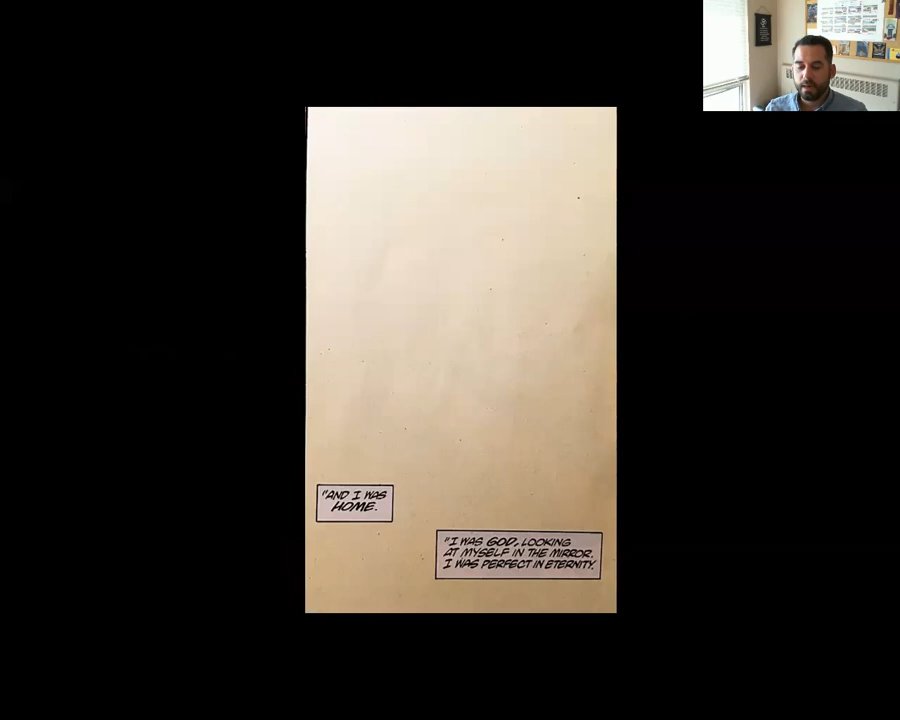 "AND I WAS
HOME.
"I WAS GOD, LOOKING
AT MYSELF IN THE MIRROR.
I WAS PERFECT IN ETERNITY.